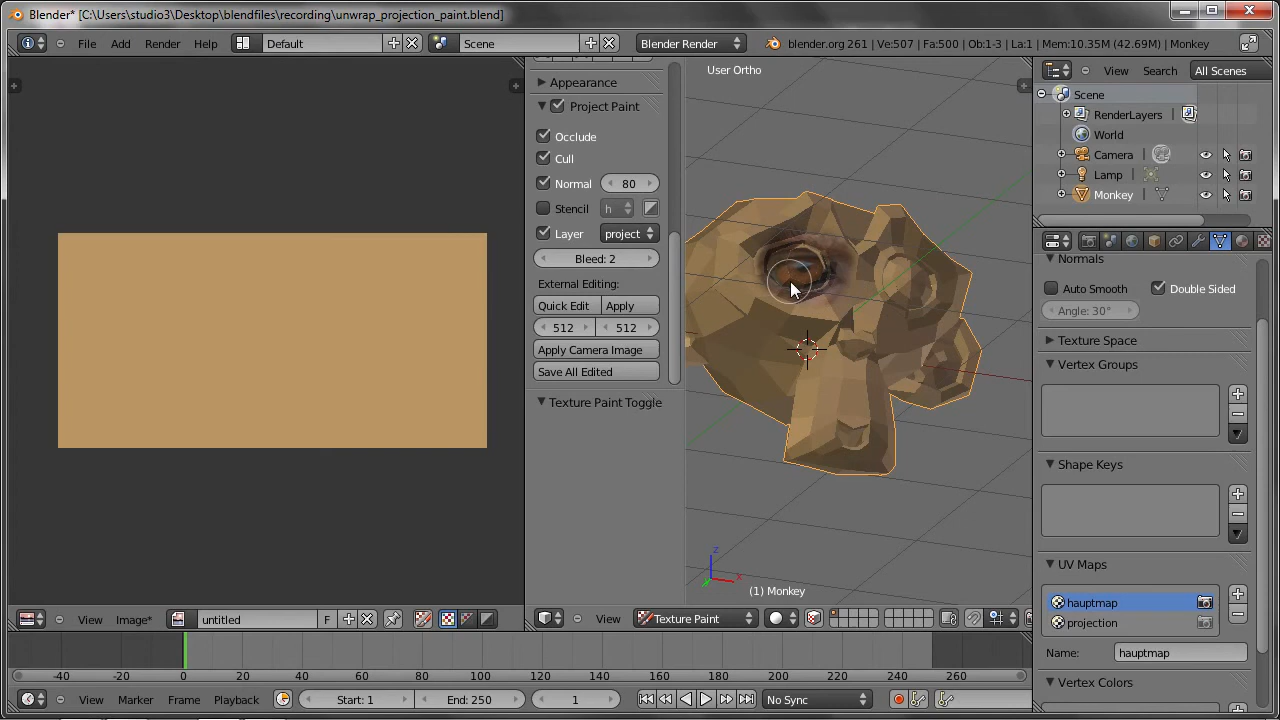 Blender* [C:\Users\studio3\Desktop\blendfiles\recording\unwrap_projection_paint.blend]
File Add Render Help Default Scene Blender Render blender.org 261 | Ve:507 | Fa:500 | Ob:1-3 | La:1 | Mem:10.35M (42.69M) | Monkey
View Search All Scenes
Scene
RenderLayers
World
Camera
Lamp
Monkey
Appearance
Project Paint
Occlude
Cull
Normal 80
Stencil h
Layer project
Bleed: 2
External Editing:
Quick Edit Apply
512 512
Apply Camera Image
Save All Edited
Texture Paint Toggle
User Ortho
z
x
y
(1) Monkey
Normals
Auto Smooth Double Sided
Angle: 30°
Texture Space
Vertex Groups
Shape Keys
UV Maps
hauptmap
projection
Name: hauptmap
Vertex Colors
View Image* untitled F
View Texture Paint
-40 -20 0 20 40 60 80 100 120 140 160 180 200 220 240 260
View Marker Frame Playback Start: 1 End: 250 1 No Sync